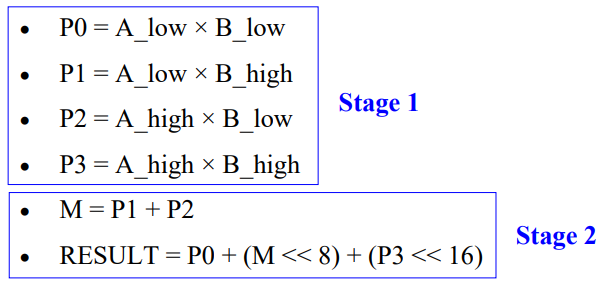 • P0 = A_low × B_low
• P1 = A_low × B_high
• P2 = A_high × B_low
• P3 = A_high × B_high
Stage 1
• M = P1 + P2
• RESULT = P0 + (M << 8) + (P3 << 16)
Stage 2